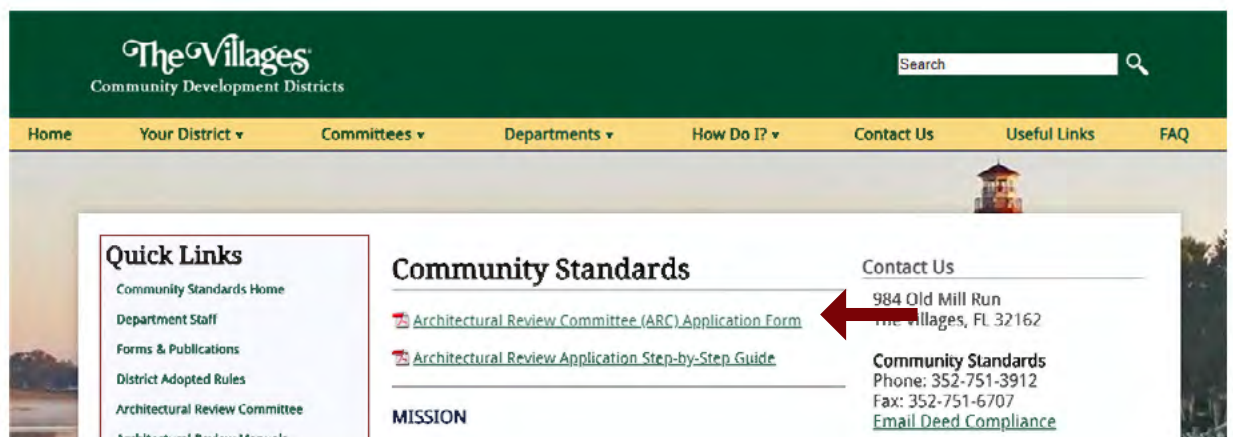 The Villages
Community Development Districts
Search
Home Your District Committees Departments How Do I? Contact Us Useful Links FAQ
Quick Links
Community Standards Home
Department Staff
Forms & Publications
District Adopted Rules
Architectural Review Committee
Architectural Review Manuals
Community Standards
Architectural Review Committee (ARC) Application Form
Architectural Review Application Step-by-Step Guide
MISSION
Contact Us
984 Old Mill Run
The Villages, FL 32162
Community Standards
Phone: 352-751-3912
Fax: 352-751-6707
Email Deed Compliance